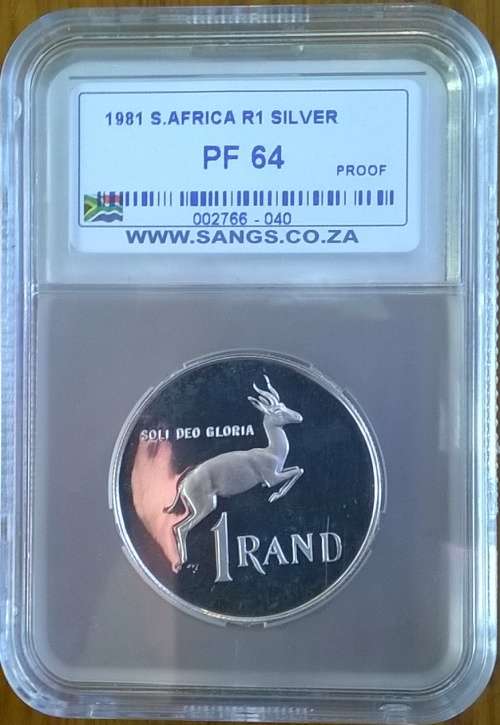 1981 S.AFRICA R1 SILVER
PF 64
PROOF
002766 - 040
WWW.SANGS.CO.ZA
SOLI DEO GLORIA
1 RAND